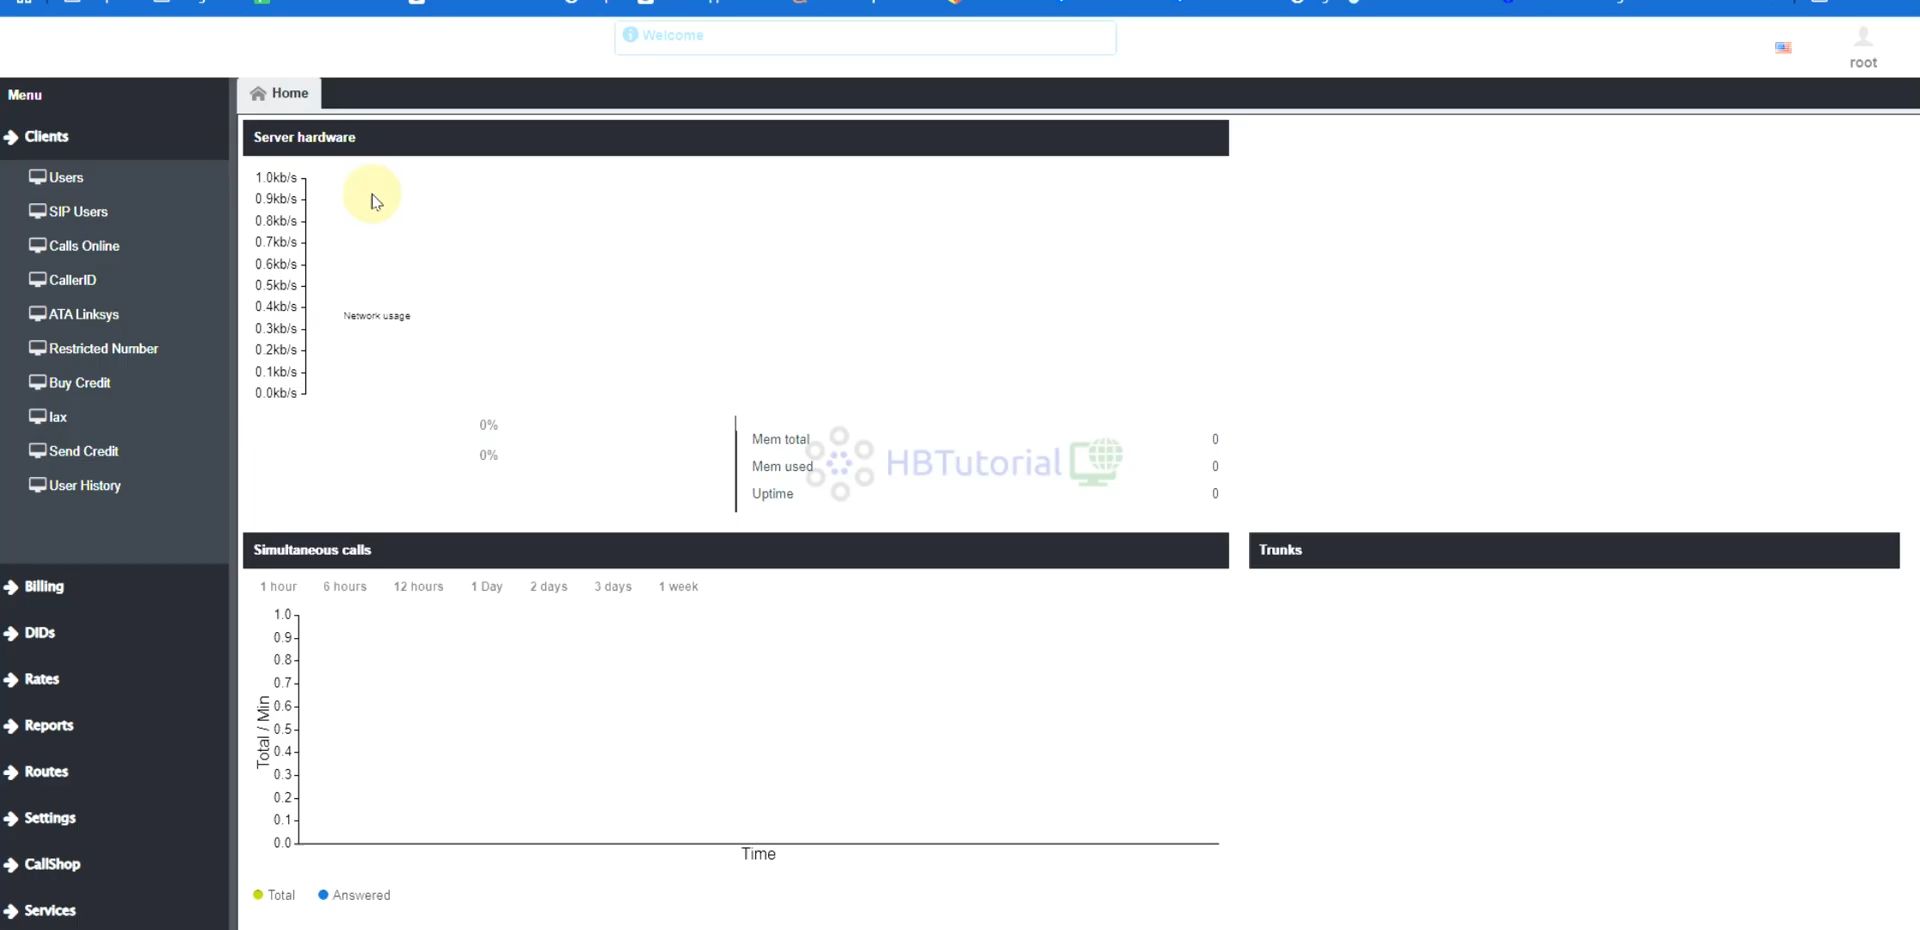 Welcome
root
Menu
Home
Clients
Users
SIP Users
Calls Online
CallerID
ATA Linksys
Restricted Number
Buy Credit
Iax
Send Credit
User History
Billing
DIDs
Rates
Reports
Routes
Settings
CallShop
Services
Server hardware
1.0kb/s
0.9kb/s
0.8kb/s
0.7kb/s
0.6kb/s
0.5kb/s
0.4kb/s
0.3kb/s
0.2kb/s
0.1kb/s
0.0kb/s
Network usage
0%
0%
Mem total 0
Mem used 0
Uptime 0
HBTutorial
Simultaneous calls
1 hour 6 hours 12 hours 1 Day 2 days 3 days 1 week
1.0
0.9
0.8
0.7
0.6
0.5
0.4
0.3
0.2
0.1
0.0
Total / Min
Time
Total Answered
Trunks